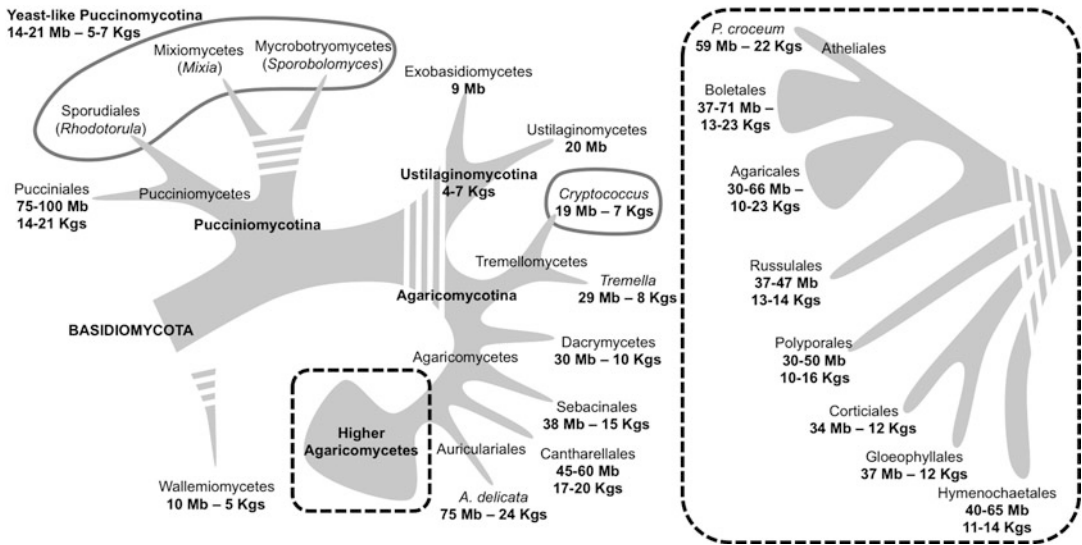 Yeast-like Puccinomycotina
14-21 Mb – 5-7 Kgs
Mixiomycetes
(Mixia)
Mycrobotryomycetes
(Sporobolomyces)
Sporudiales
(Rhodotorula)
Pucciniales
75-100 Mb
14-21 Kgs
Pucciniomycetes
Pucciniomycotina
Exobasidiomycetes
9 Mb
Ustilaginomycetes
20 Mb
Ustilaginomycotina
4-7 Kgs
Cryptococcus
19 Mb – 7 Kgs
Tremellomycetes
Tremella
29 Mb – 8 Kgs
Agaricomycotina
BASIDIOMYCOTA
Agaricomycetes
Dacrymycetes
30 Mb – 10 Kgs
Sebacinales
38 Mb – 15 Kgs
Higher
Agaricomycetes
Auriculariales
Cantharellales
45-60 Mb
17-20 Kgs
Wallemiomycetes
10 Mb – 5 Kgs
A. delicata
75 Mb – 24 Kgs
P. croceum
59 Mb – 22 Kgs
Atheliales
Boletales
37-71 Mb –
13-23 Kgs
Agaricales
30-66 Mb –
10-23 Kgs
Russulales
37-47 Mb
13-14 Kgs
Polyporales
30-50 Mb
10-16 Kgs
Corticiales
34 Mb – 12 Kgs
Gloeophyllales
37 Mb – 12 Kgs
Hymenochaetales
40-65 Mb
11-14 Kgs